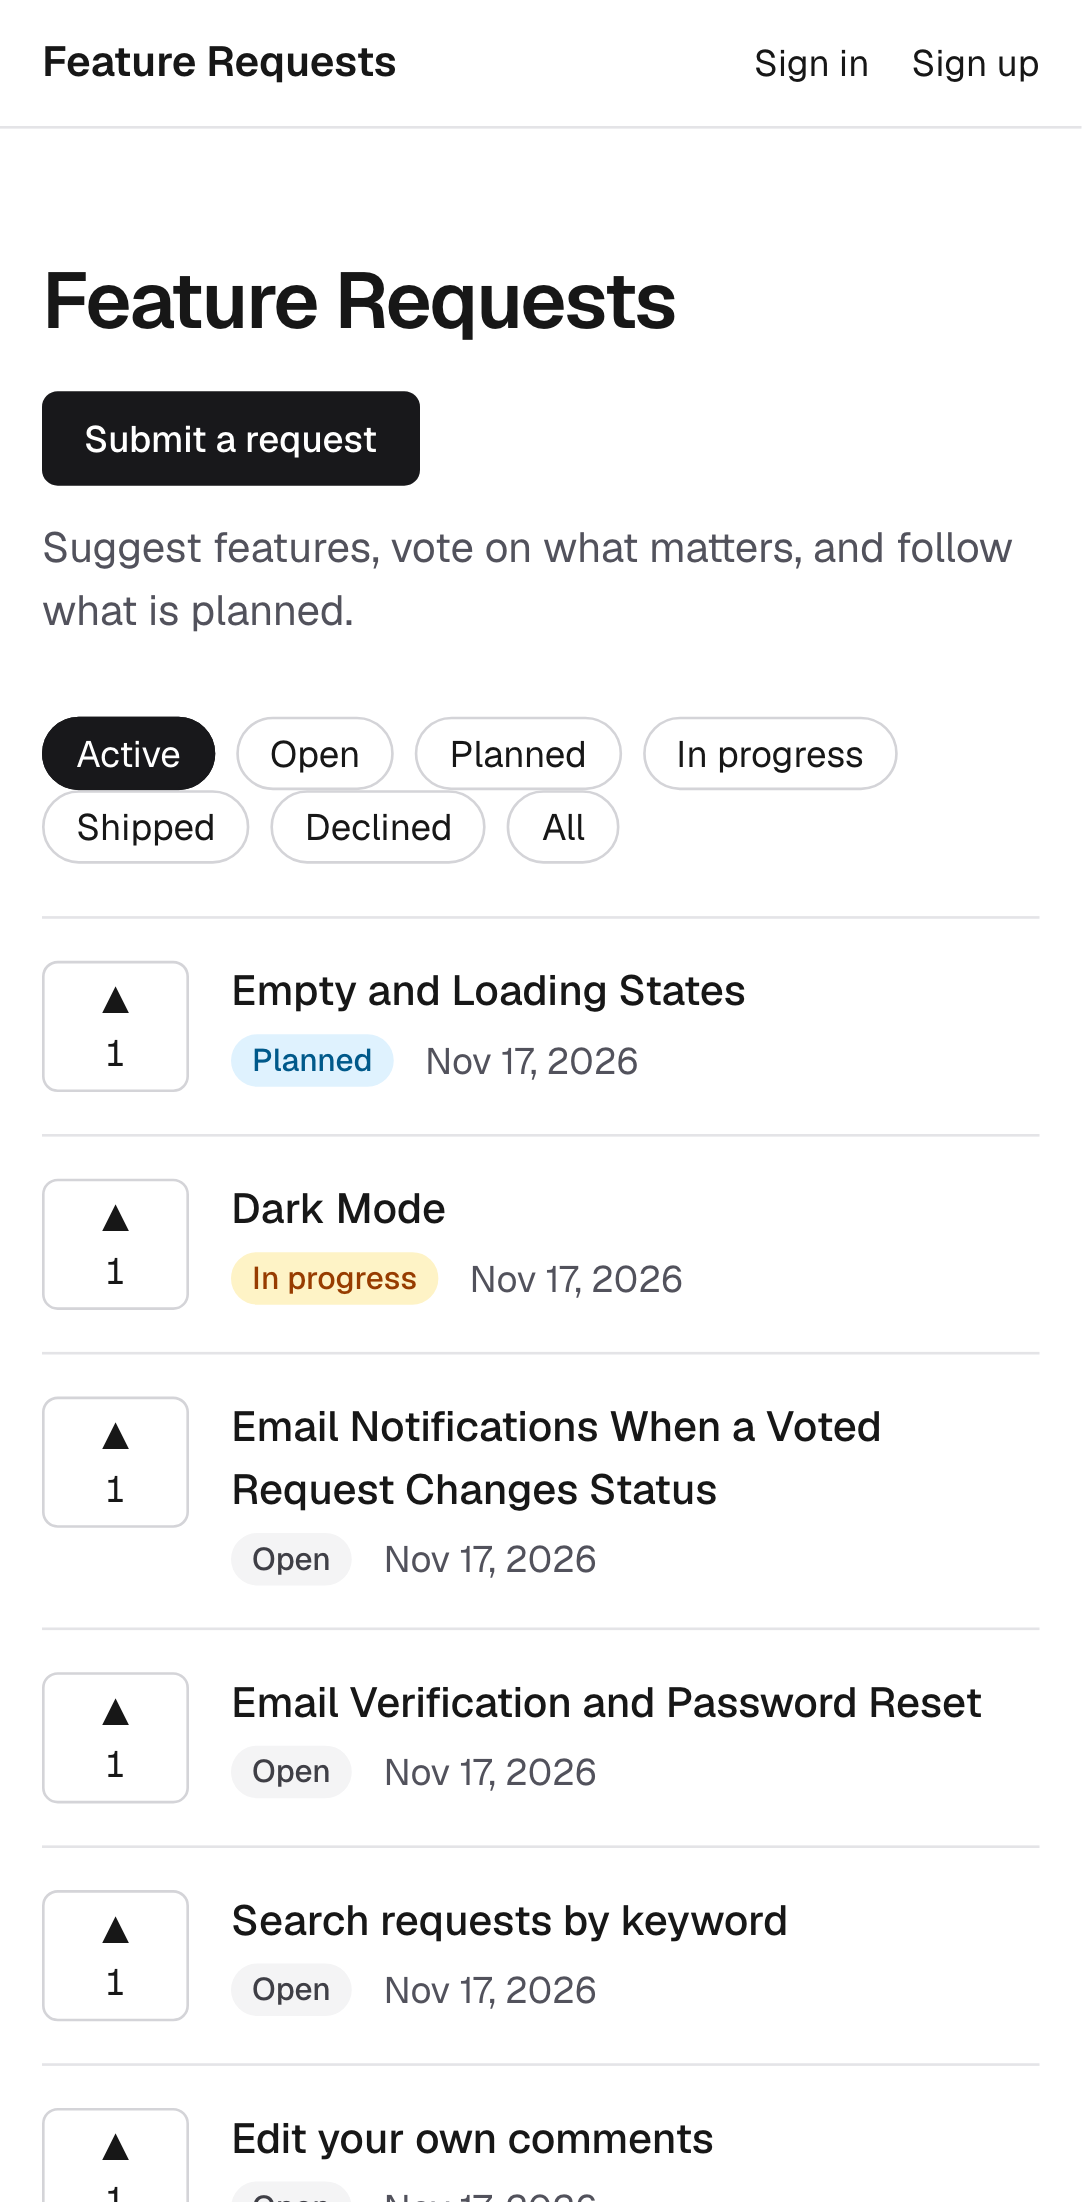 Feature Requests
Sign in Sign up
Feature Requests
Submit a request
Suggest features, vote on what matters, and follow
what is planned.
Active Open Planned In progress
Shipped Declined All
▲
1
Empty and Loading States
Planned Nov 17, 2026
▲
1
Dark Mode
In progress Nov 17, 2026
▲
1
Email Notifications When a Voted
Request Changes Status
Open Nov 17, 2026
▲
1
Email Verification and Password Reset
Open Nov 17, 2026
▲
1
Search requests by keyword
Open Nov 17, 2026
▲
Edit your own comments